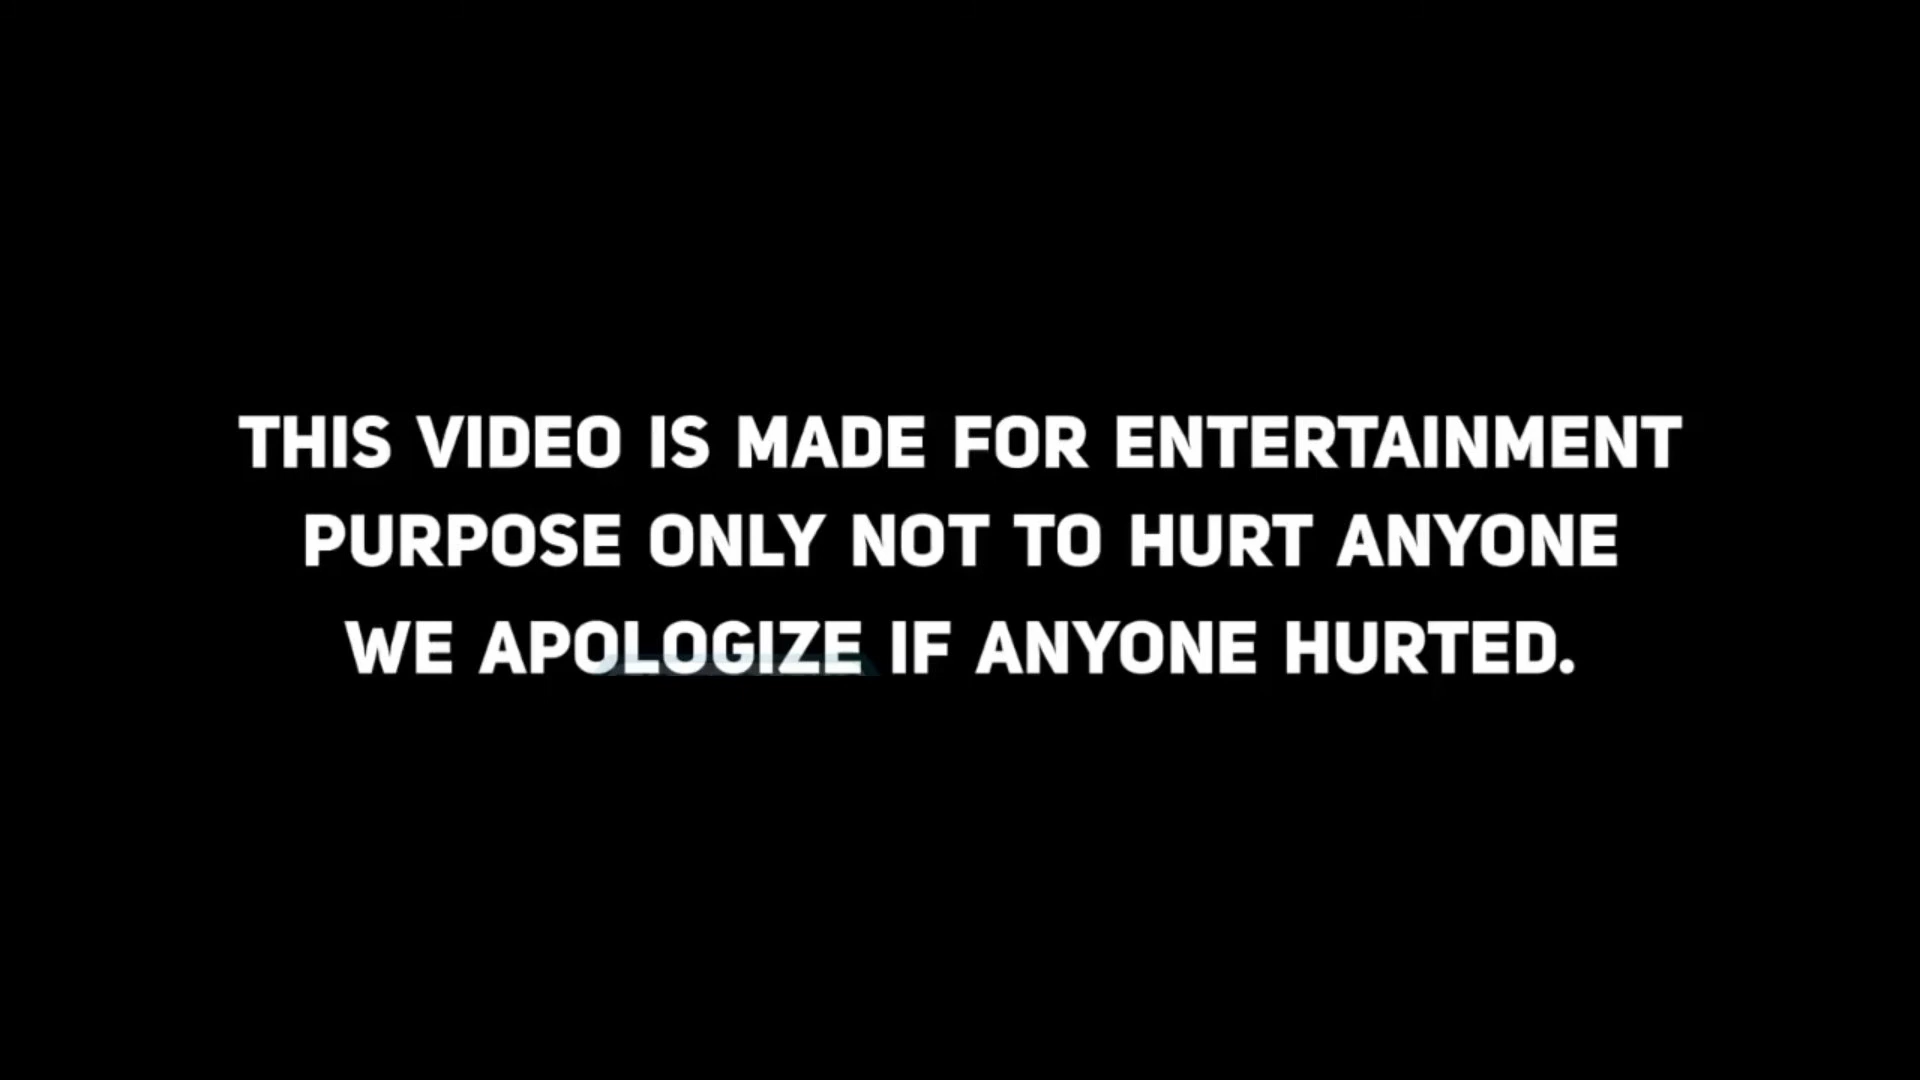 THIS VIDEO IS MADE FOR ENTERTAINMENT
PURPOSE ONLY NOT TO HURT ANYONE
WE APOLOGIZE IF ANYONE HURTED.